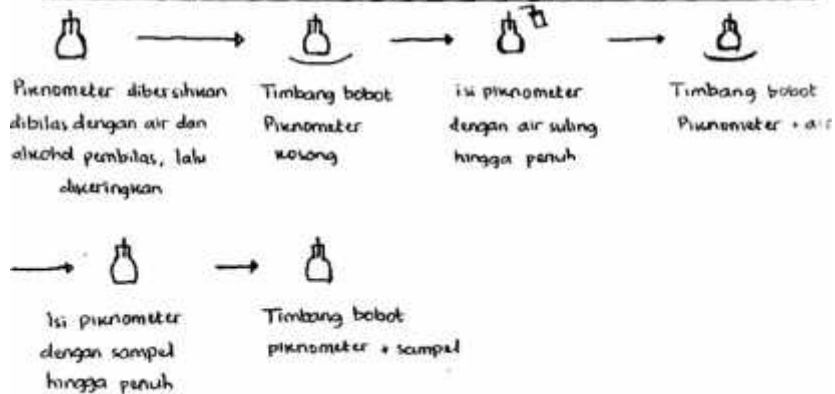 Piknometer dibersihkan
dibilas dengan air dan
alkohol pembilas, lalu
dikeringkan
Timbang bobot
Piknometer
kosong
isi piknometer
dengan air suling
hingga penuh
Timbang bobot
Piknometer + air
Isi piknometer
dengan sampel
hingga penuh
Timbang bobot
piknometer + sampel